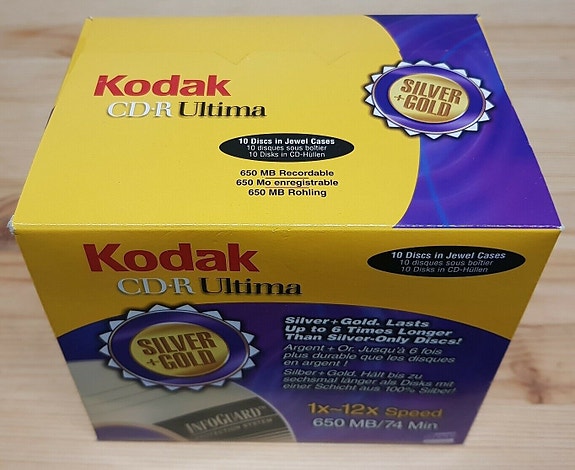 Kodak
CD-R Ultima
SILVER
+GOLD
10 Discs in Jewel Cases
10 disques sous boîtier
10 Disks in CD-Hüllen
650 MB Recordable
650 Mo enregistrable
650 MB Rohling
Kodak
CD-R Ultima
10 Discs in Jewel Cases
10 disques sous boîtier
10 Disks in CD-Hüllen
SILVER
+GOLD
Silver+Gold. Lasts
Up to 6 Times Longer
Than Silver-Only Discs!
Argent + Or. Jusqu'à 6 fois
plus durable que les disques
en argent !
Silber+Gold. Hält bis zu
sechsmal länger als Disks mit
einer Schicht aus 100% Silber!
INFOGUARD™
SYSTEM
1x~12x Speed
650 MB/74 Min